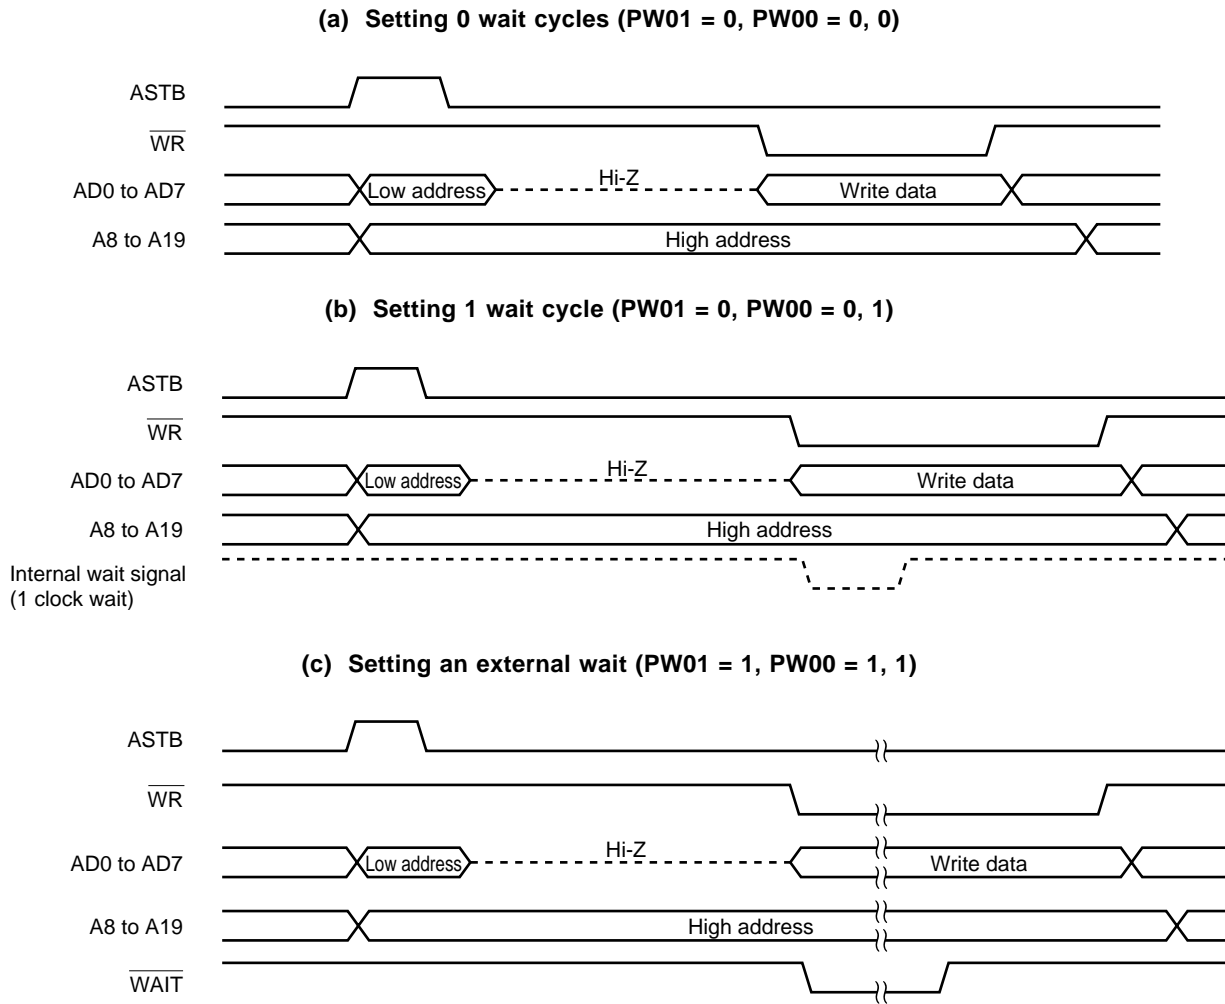 (a) Setting 0 wait cycles (PW01 = 0, PW00 = 0, 0)
ASTB
WR
AD0 to AD7 Low address Hi-Z Write data
A8 to A19 High address
(b) Setting 1 wait cycle (PW01 = 0, PW00 = 0, 1)
ASTB
WR
AD0 to AD7 Low address Hi-Z Write data
A8 to A19 High address
Internal wait signal
(1 clock wait)
(c) Setting an external wait (PW01 = 1, PW00 = 1, 1)
ASTB
WR
AD0 to AD7 Low address Hi-Z Write data
A8 to A19 High address
WAIT